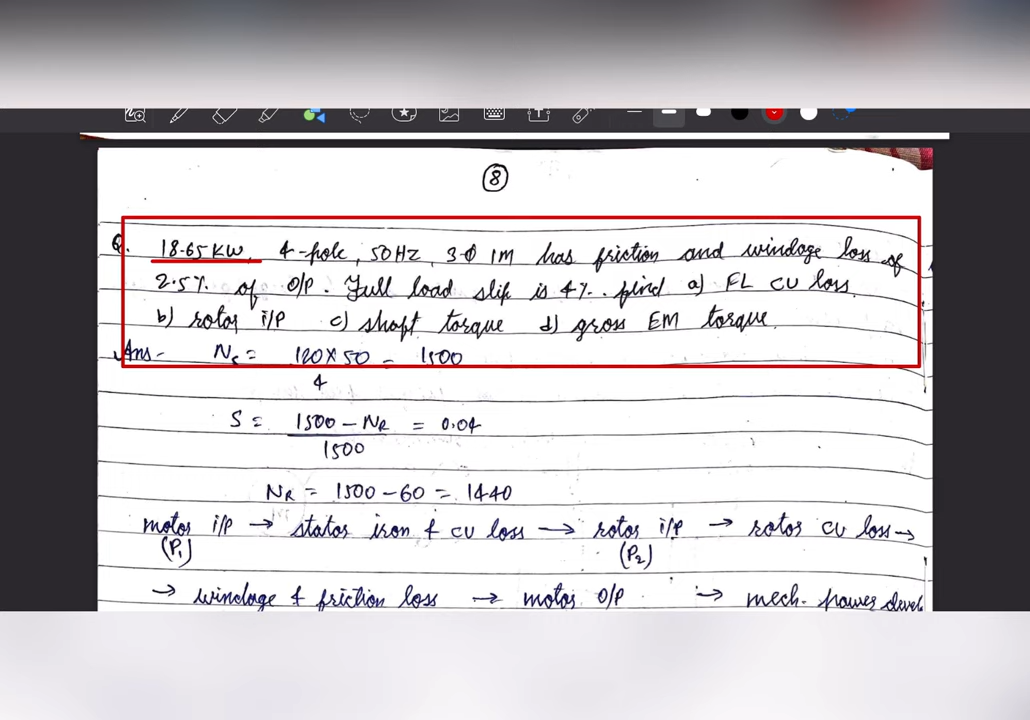 8
Q. 18.65 KW, 4-pole, 50HZ, 3ϕ IM has friction and windage loss of
2.5% of O/P. Full load slip is 4%. find a) FL CU loss
b) rotor i/P c) shaft torque d) gross EM torque
Ans- Ns = 120×50 = 1500
4
S = 1500 - NR = 0.04
1500
NR = 1500-60 = 1440
motor i/P → stator iron & cu loss → rotor i/P → rotor cu loss →
(P1) (P2)
→ windage & friction loss → motor O/P → mech. power devel